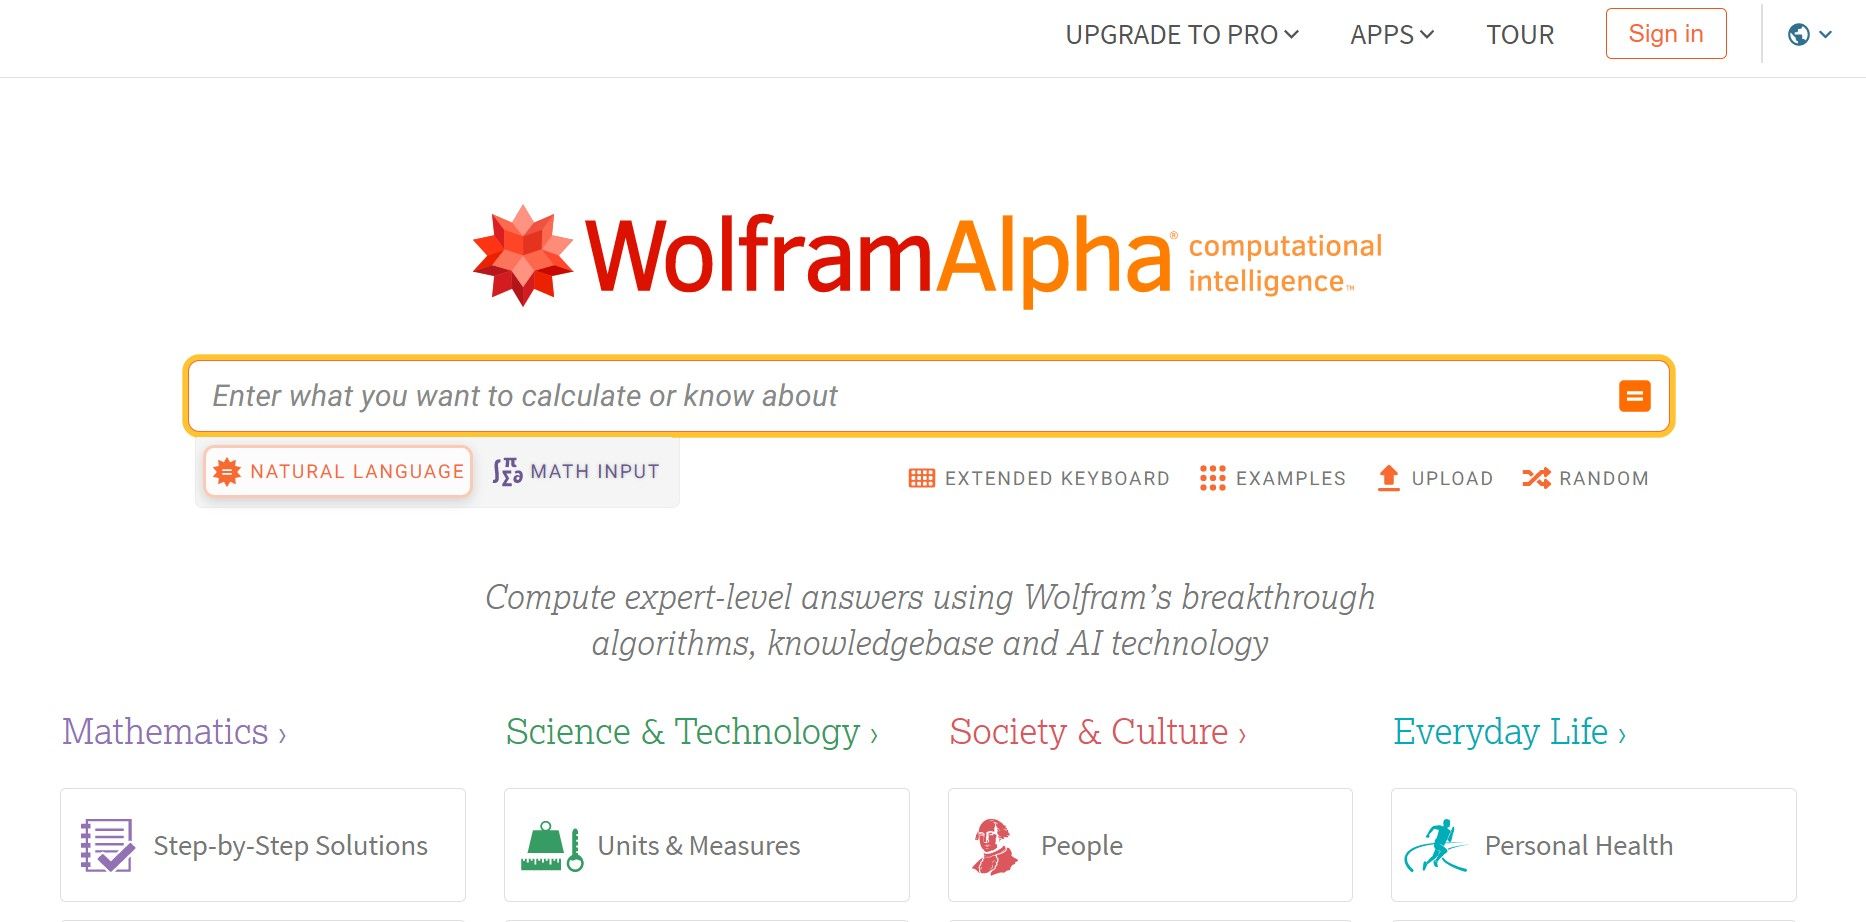 UPGRADE TO PRO APPS TOUR Sign in
WolframAlpha® computational
intelligence™
Enter what you want to calculate or know about
NATURAL LANGUAGE MATH INPUT EXTENDED KEYBOARD EXAMPLES UPLOAD RANDOM
Compute expert-level answers using Wolfram’s breakthrough
algorithms, knowledgebase and AI technology
Mathematics › Science & Technology › Society & Culture › Everyday Life ›
Step-by-Step Solutions Units & Measures People Personal Health